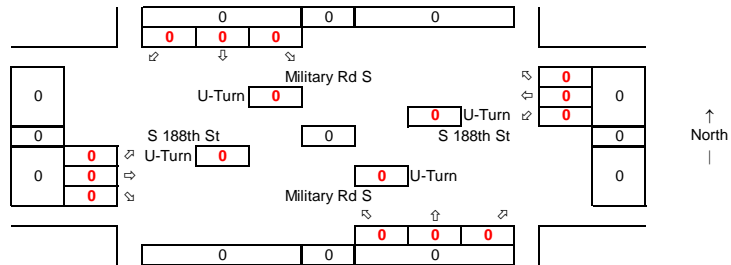 0 0 0
0 0 0
⬃ ⇩ ⬂
Military Rd S
⬁ 0
0 U-Turn 0 ⇦ 0 0
0 U-Turn ⬃ 0 ↑
0 S 188th St 0 S 188th St 0 North
0 ⬀ U-Turn 0 |
0 0 ⇨ 0 U-Turn 0
0 ⬂ Military Rd S
⬁ ⇧ ⬀
0 0 0
0 0 0